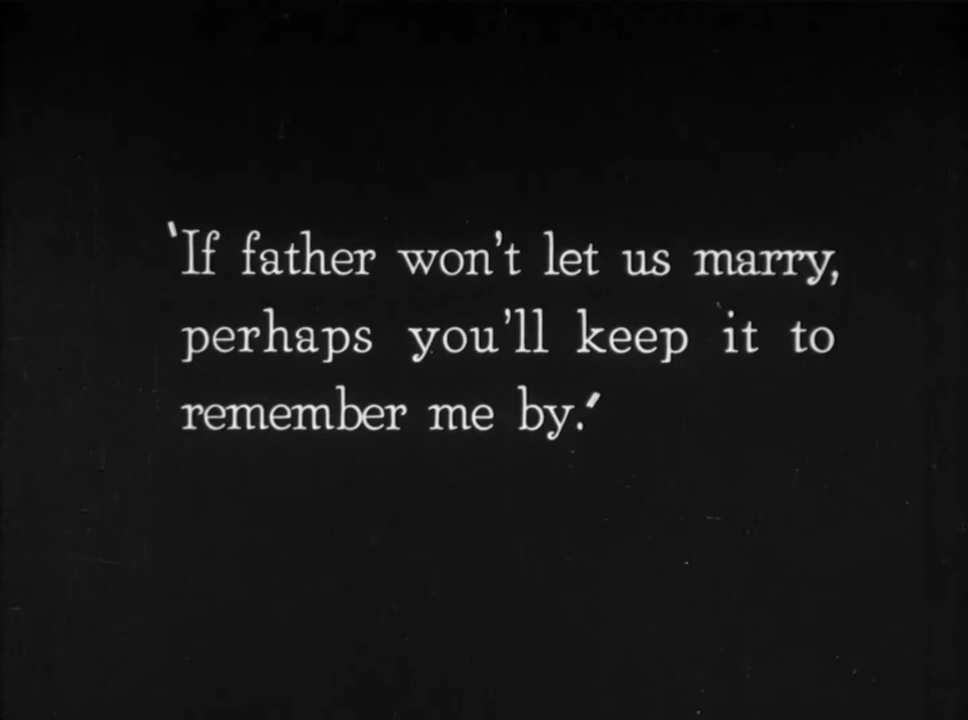 ‘If father won't let us marry,
perhaps you'll keep it to
remember me by.’